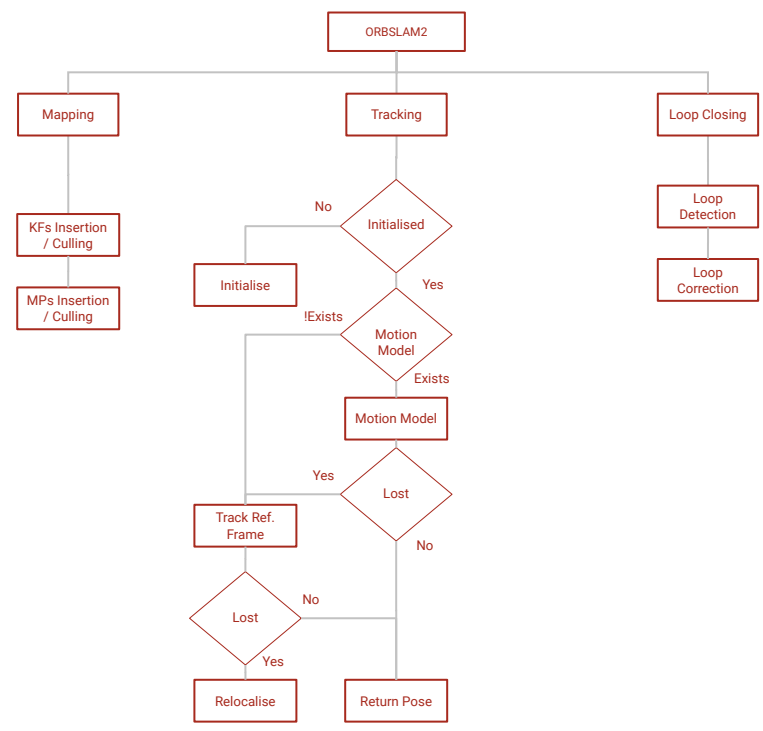 ORBSLAM2
Mapping
Tracking
Loop Closing
No
Initialised
Loop
Detection
KFs Insertion
/ Culling
Initialise
Yes
Loop
Correction
MPs Insertion
/ Culling
!Exists
Motion
Model
Exists
Motion Model
Yes
Lost
Track Ref.
Frame
No
Lost
No
Yes
Relocalise
Return Pose